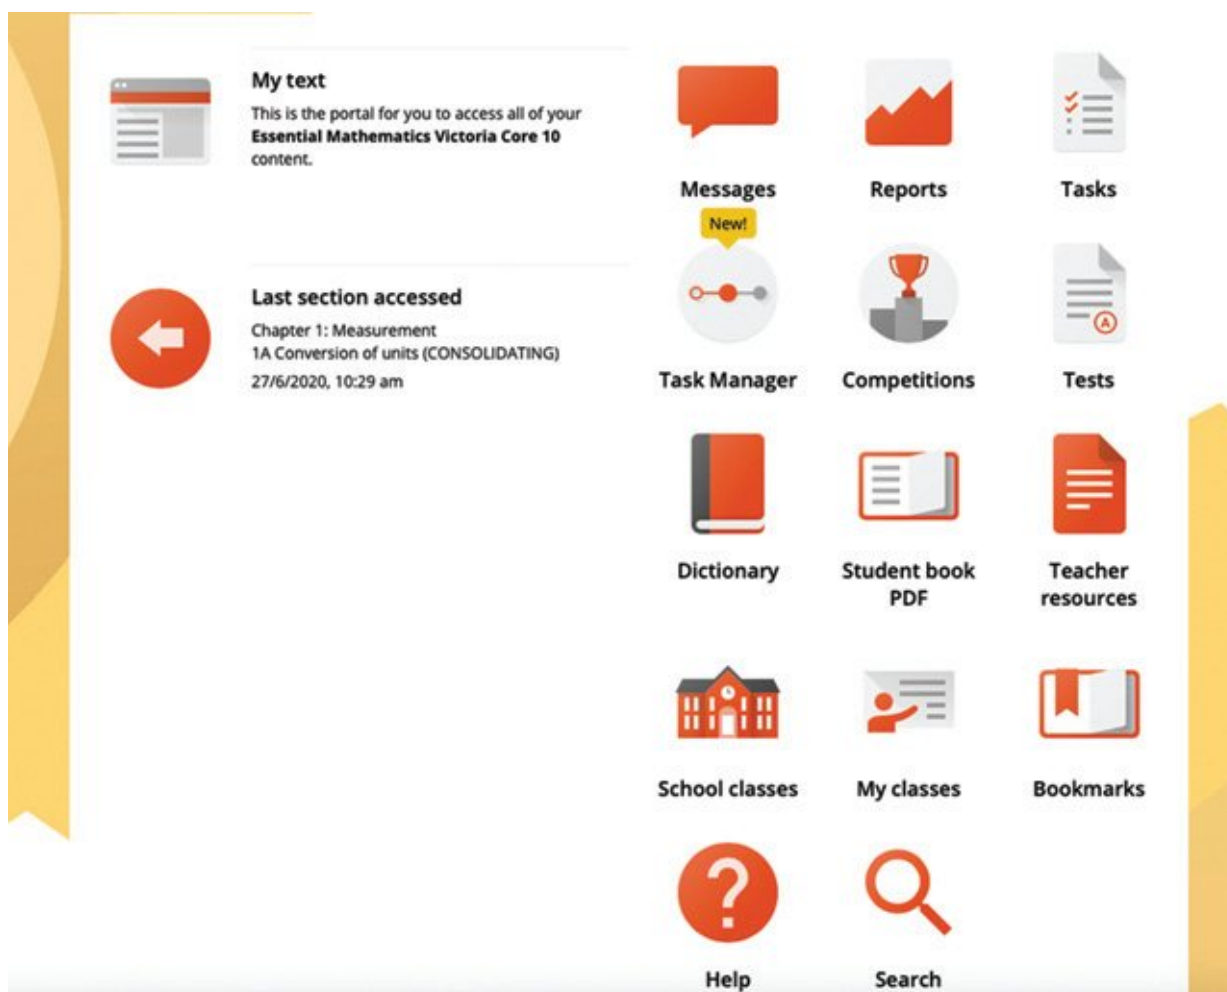 My text
This is the portal for you to access all of your
Essential Mathematics Victoria Core 10
content.
Last section accessed
Chapter 1: Measurement
1A Conversion of units (CONSOLIDATING)
27/6/2020, 10:29 am
Messages
Reports
Tasks
New!
Task Manager
Competitions
A
Tests
Dictionary
Student book
PDF
Teacher
resources
School classes
My classes
Bookmarks
?
Help
Search